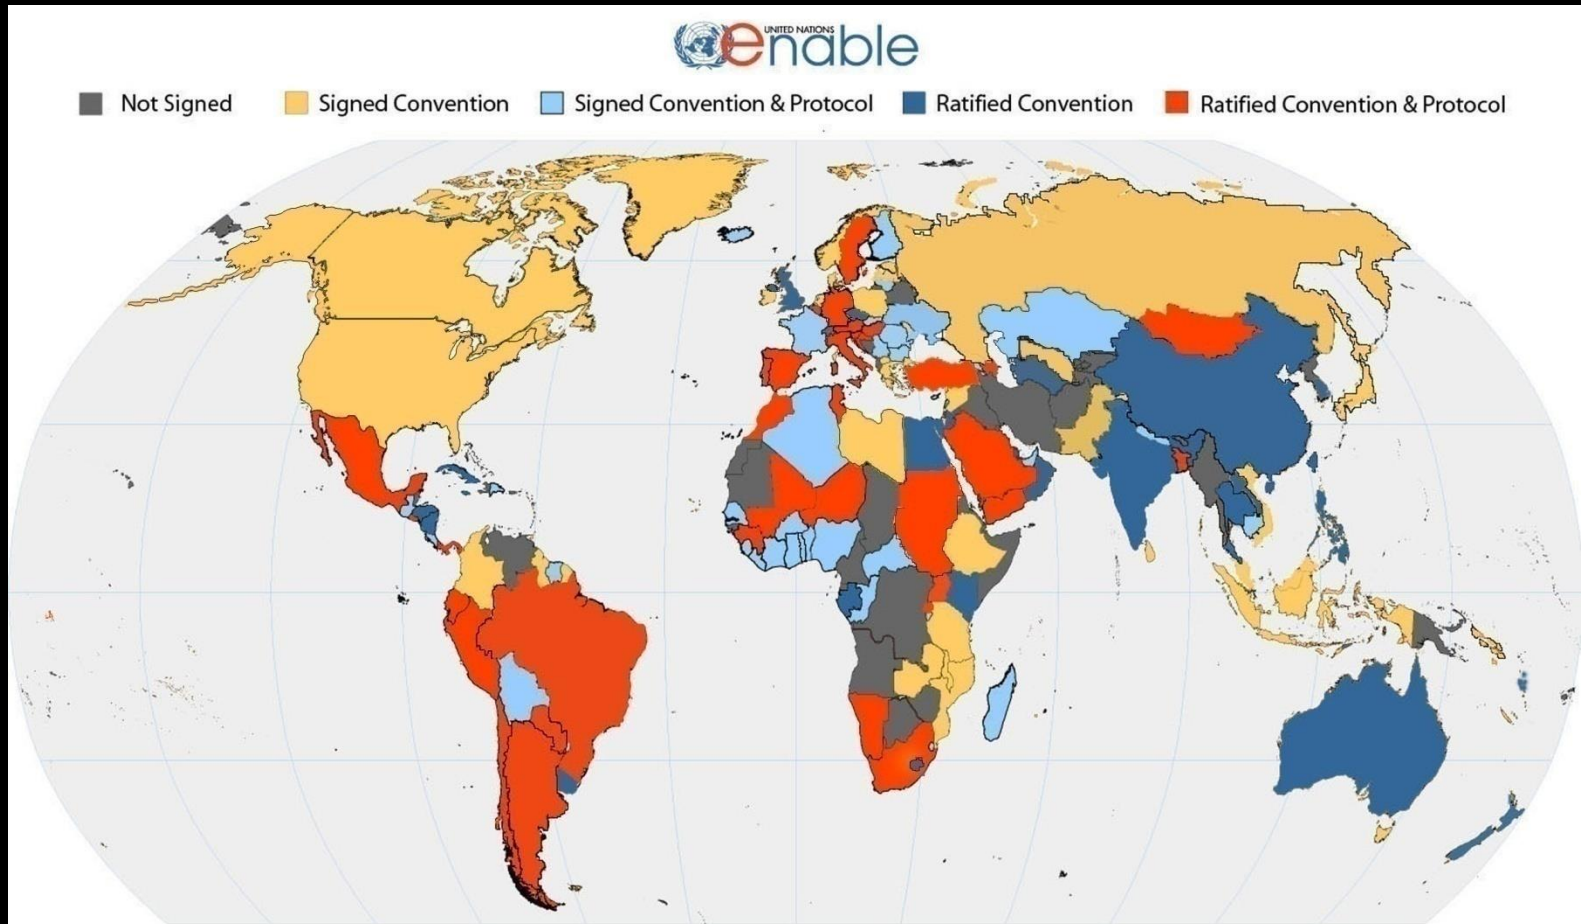 UNITED NATIONS
enable
Not Signed
Signed Convention
Signed Convention & Protocol
Ratified Convention
Ratified Convention & Protocol